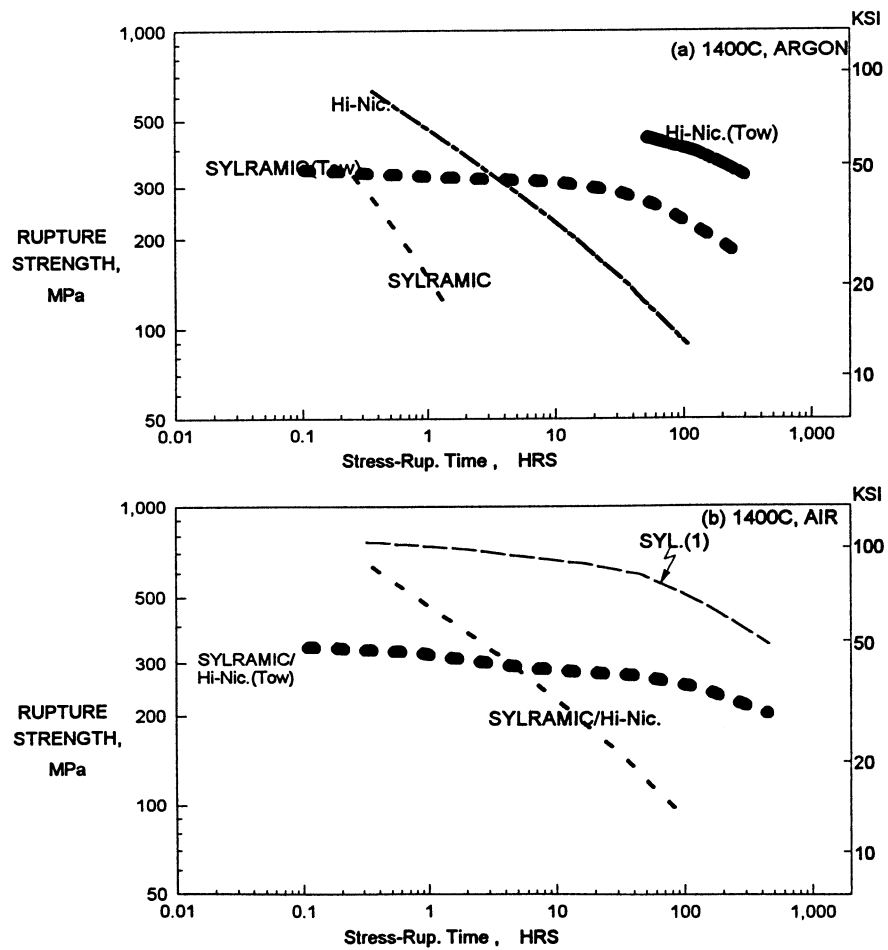 KSI
1,000
(a) 1400C, ARGON
100
Hi-Nic.
500
Hi-Nic.(Tow)
SYLRAMIC(Tow)
50
300
RUPTURE
STRENGTH,
MPa
200
SYLRAMIC
20
100
10
50
0.01
0.1
1
10
100
1,000
Stress-Rup. Time , HRS
KSI
1,000
(b) 1400C, AIR
SYL.(1)
100
500
50
SYLRAMIC/
Hi-Nic.(Tow)
300
RUPTURE
STRENGTH,
MPa
200
SYLRAMIC/Hi-Nic.
20
100
10
50
0.01
0.1
1
10
100
1,000
Stress-Rup. Time , HRS